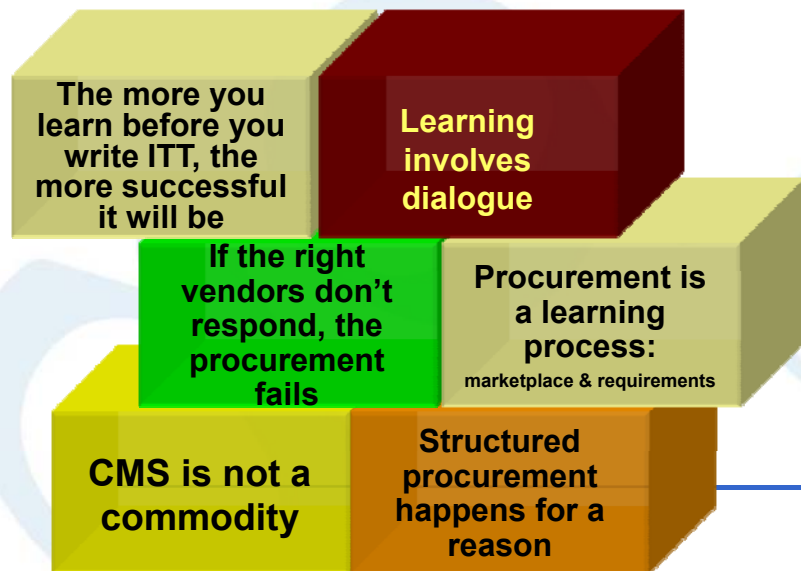 The more you
learn before you
write ITT, the
more successful
it will be
Learning
involves
dialogue
If the right
vendors don’t
respond, the
procurement
fails
Procurement is
a learning
process:
marketplace & requirements
CMS is not a
commodity
Structured
procurement
happens for a
reason